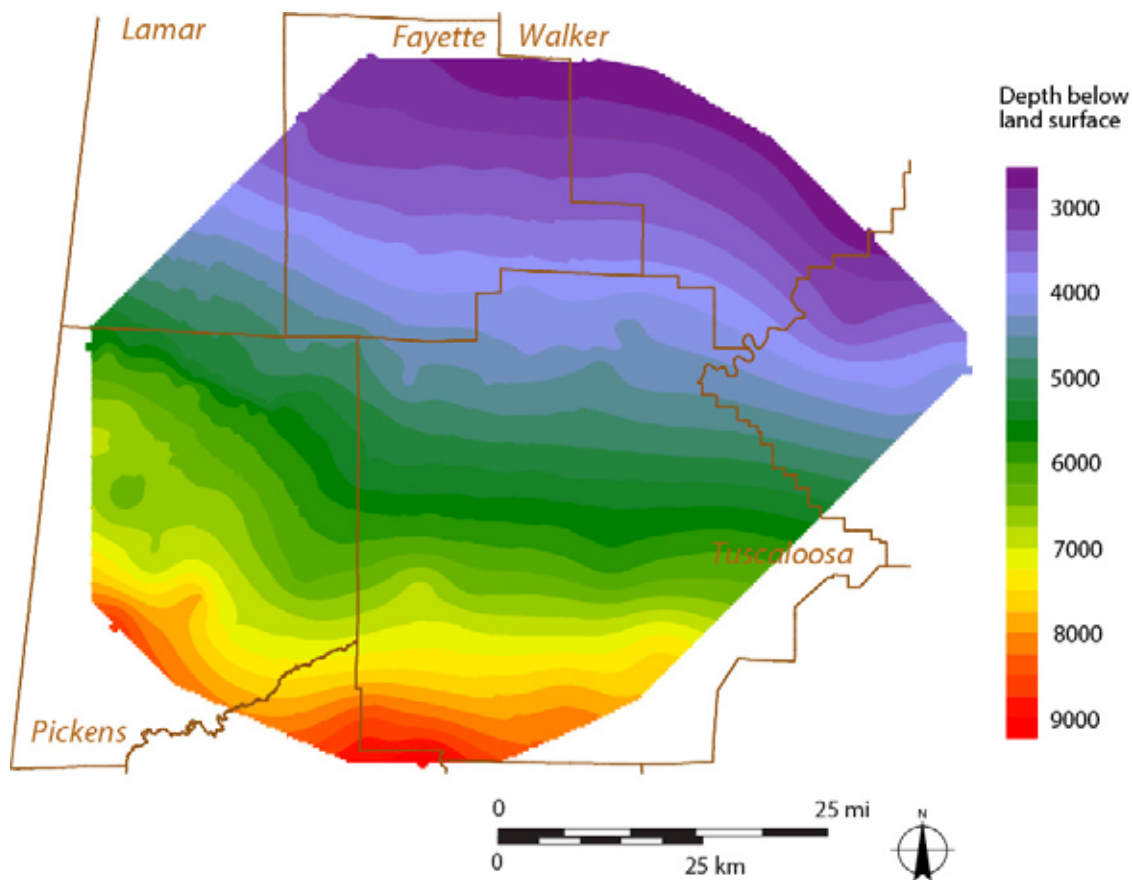 Lamar
Fayette
Walker
Depth below
land surface
3000
4000
5000
6000
7000
8000
9000
Tuscaloosa
Pickens
0
25 mi
0
25 km
N